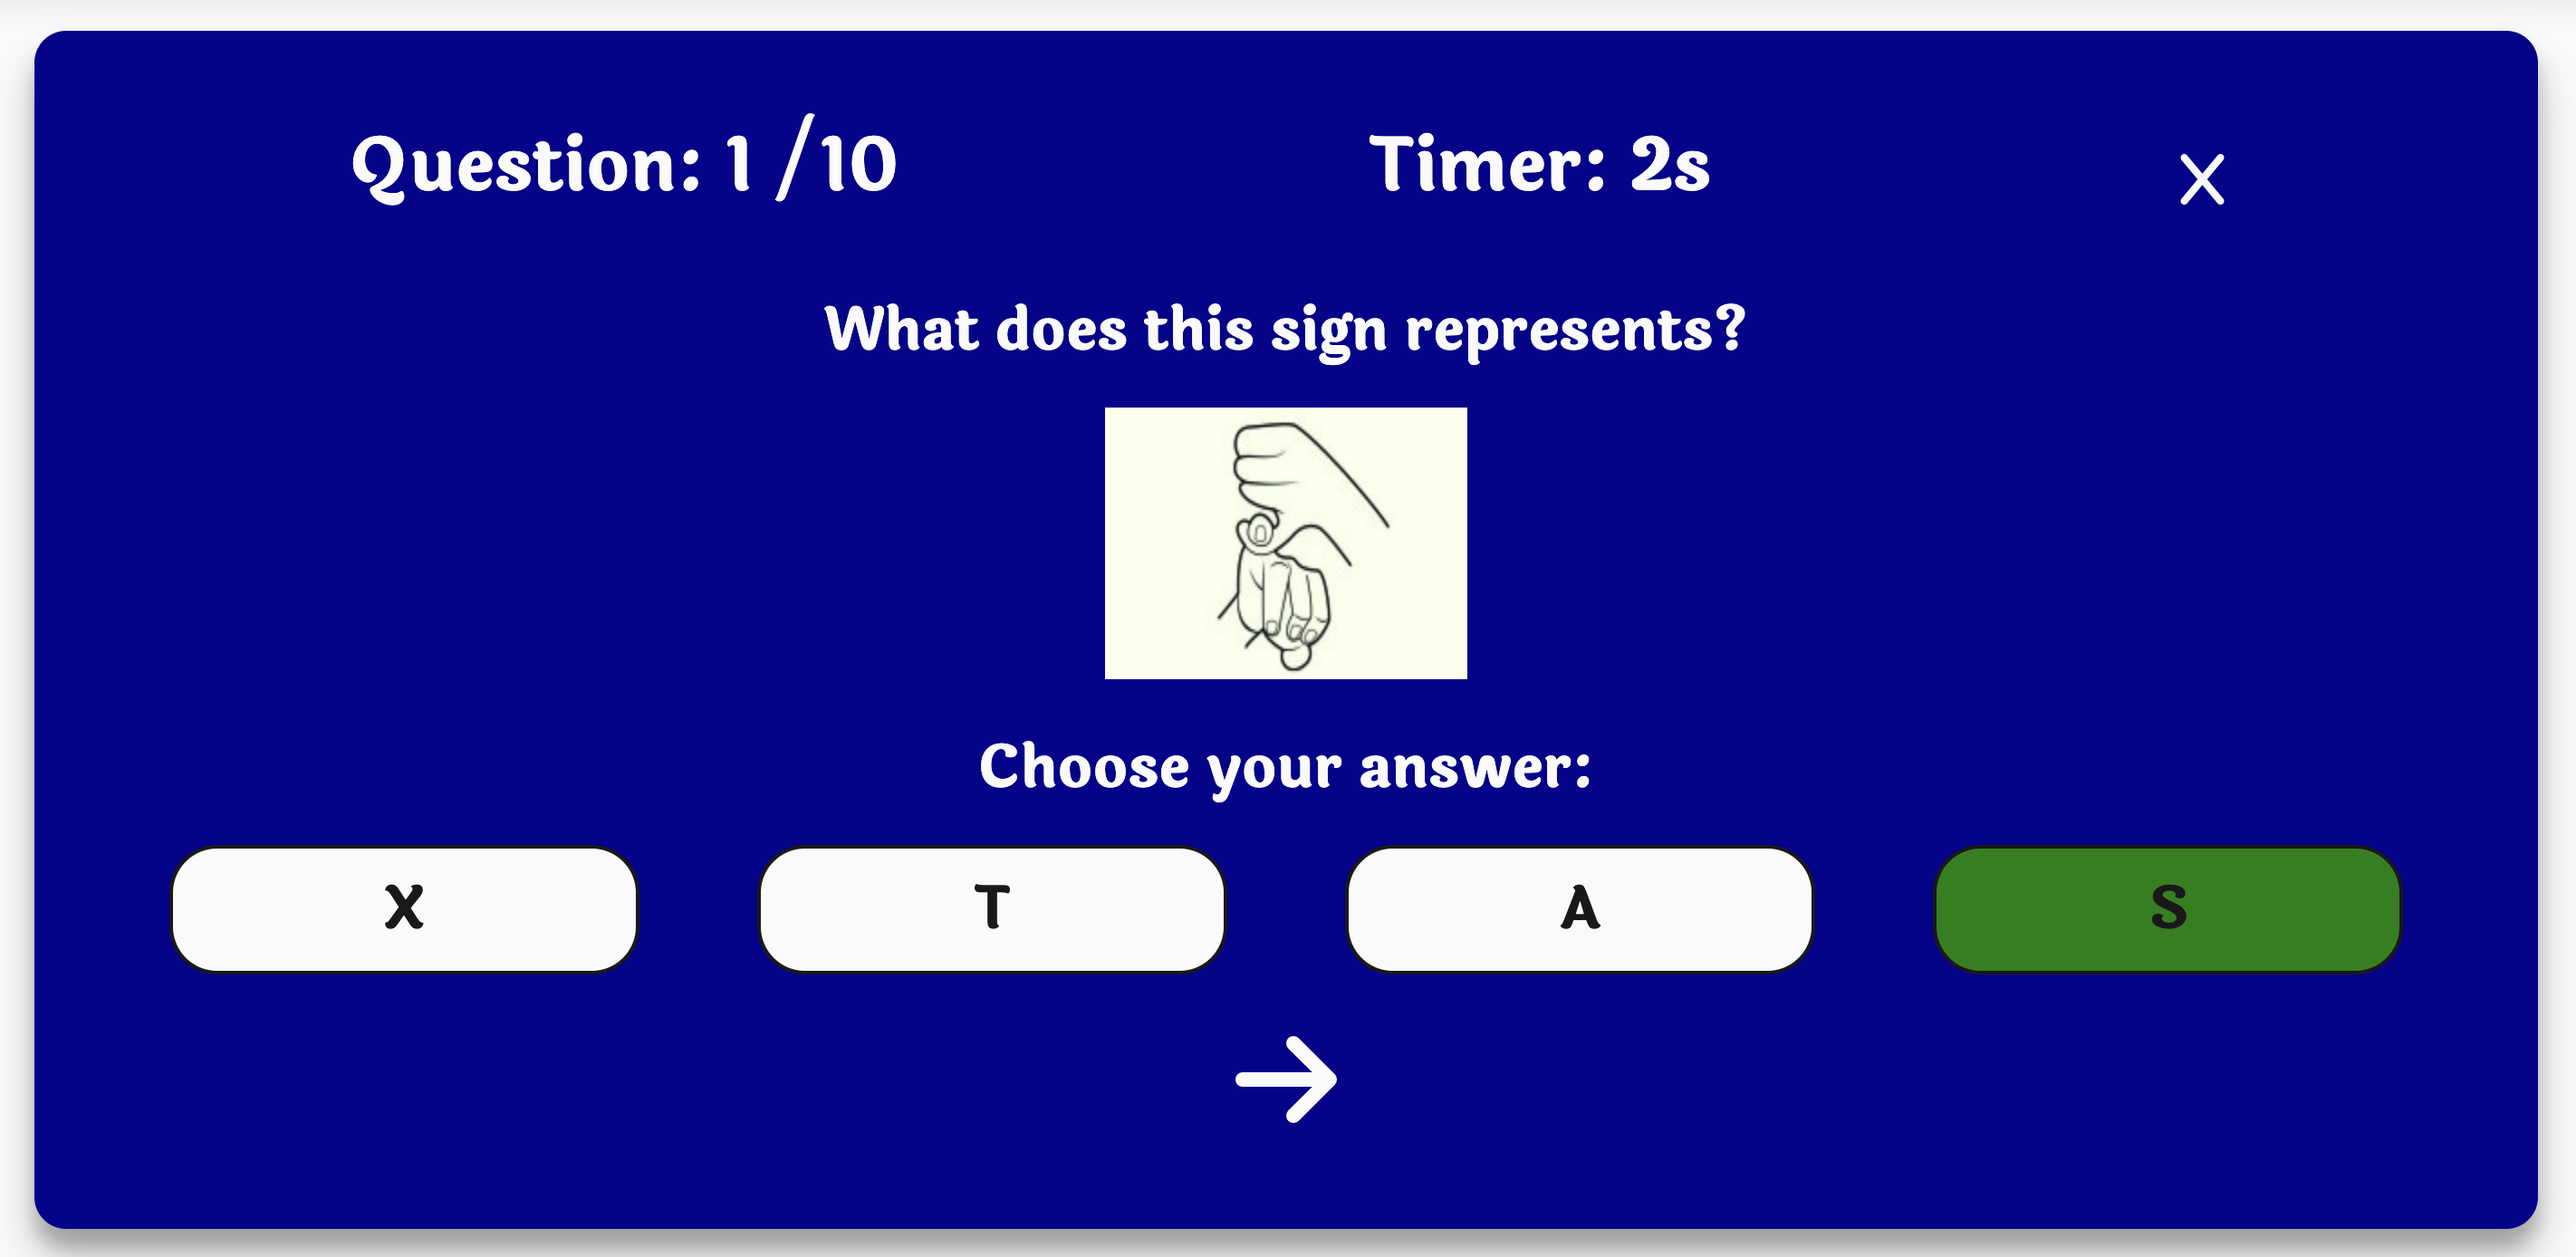 Question: 1 /10
Timer: 2s
X
What does this sign represents?
Choose your answer:
X
T
A
S